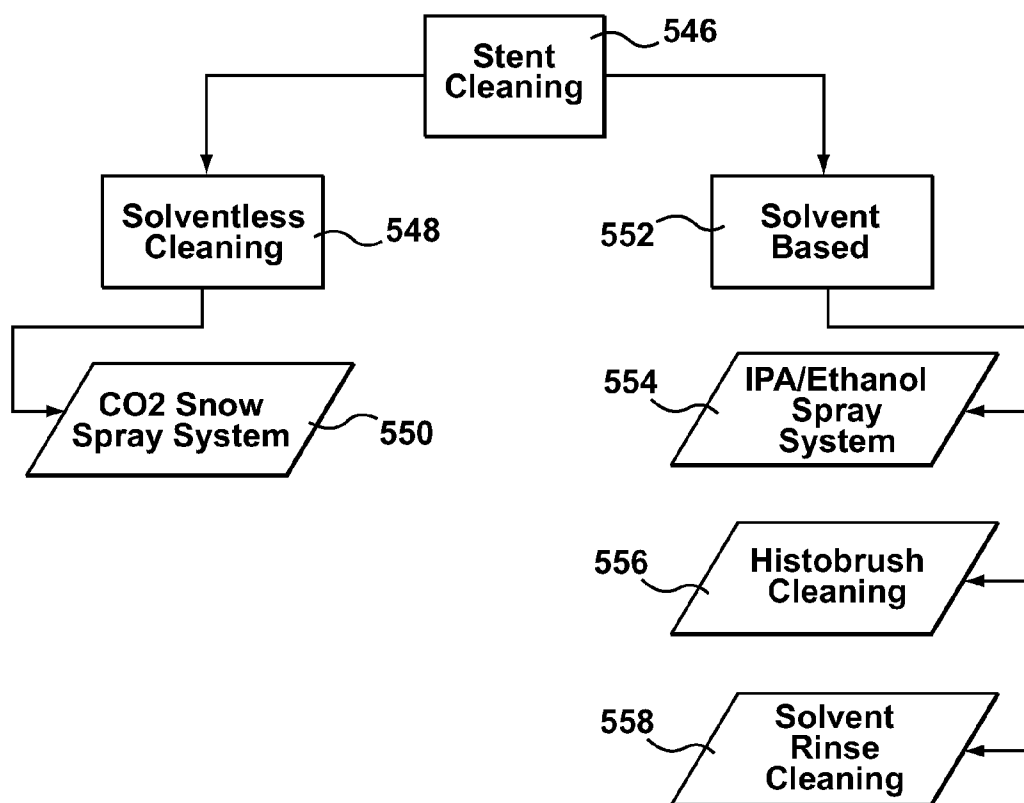 546
Stent
Cleaning
Solventless
Cleaning
548
552
Solvent
Based
CO2 Snow
Spray System
550
554
IPA/Ethanol
Spray
System
556
Histobrush
Cleaning
558
Solvent
Rinse
Cleaning